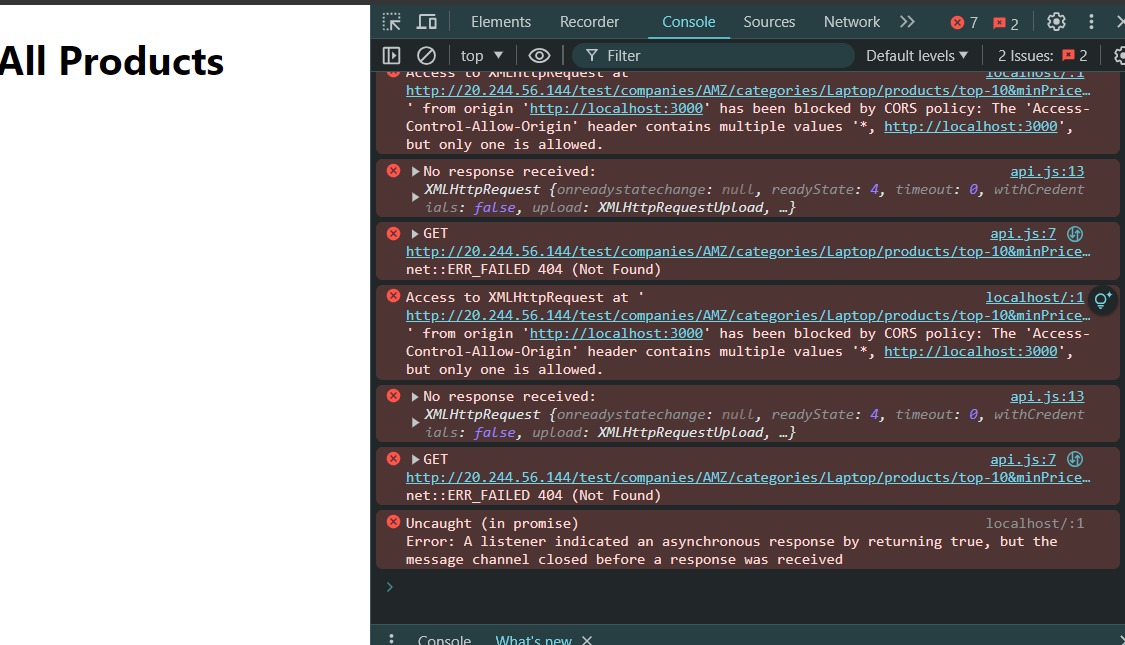 All Products
Elements Recorder Console Sources Network 7 2
top Filter Default levels 2 Issues: 2
Access to XMLHttpRequest at localhost/:1
http://20.244.56.144/test/companies/AMZ/categories/Laptop/products/top-10&minPrice…
' from origin 'http://localhost:3000' has been blocked by CORS policy: The 'Access-
Control-Allow-Origin' header contains multiple values '*, http://localhost:3000',
but only one is allowed.
No response received: api.js:13
XMLHttpRequest {onreadystatechange: null, readyState: 4, timeout: 0, withCredent
ials: false, upload: XMLHttpRequestUpload, …}
GET api.js:7
http://20.244.56.144/test/companies/AMZ/categories/Laptop/products/top-10&minPrice…
net::ERR_FAILED 404 (Not Found)
Access to XMLHttpRequest at ' localhost/:1
http://20.244.56.144/test/companies/AMZ/categories/Laptop/products/top-10&minPrice…
' from origin 'http://localhost:3000' has been blocked by CORS policy: The 'Access-
Control-Allow-Origin' header contains multiple values '*, http://localhost:3000',
but only one is allowed.
No response received: api.js:13
XMLHttpRequest {onreadystatechange: null, readyState: 4, timeout: 0, withCredent
ials: false, upload: XMLHttpRequestUpload, …}
GET api.js:7
http://20.244.56.144/test/companies/AMZ/categories/Laptop/products/top-10&minPrice…
net::ERR_FAILED 404 (Not Found)
Uncaught (in promise) localhost/:1
Error: A listener indicated an asynchronous response by returning true, but the
message channel closed before a response was received
Console What's new